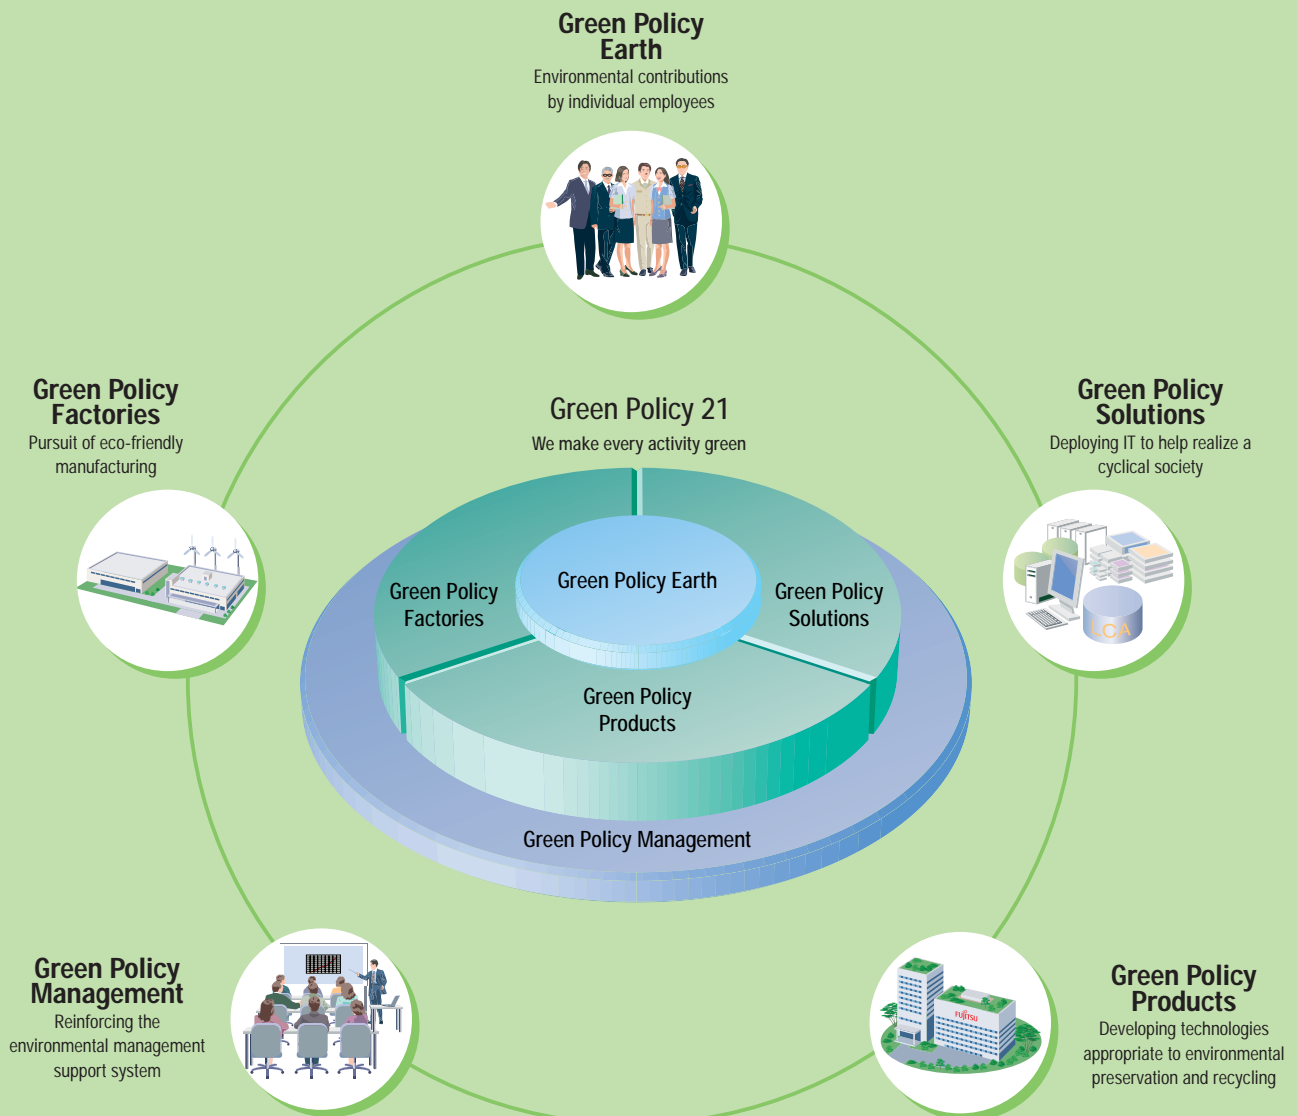 Green Policy
Earth
Environmental contributions
by individual employees
Green Policy
Factories
Pursuit of eco-friendly
manufacturing
Green Policy 21
We make every activity green
Green Policy
Solutions
Deploying IT to help realize a
cyclical society
LCA
Green Policy Earth
Green Policy
Factories
Green Policy
Solutions
Green Policy
Products
Green Policy Management
Green Policy
Management
Reinforcing the
environmental management
support system
FUJITSU
Green Policy
Products
Developing technologies
appropriate to environmental
preservation and recycling